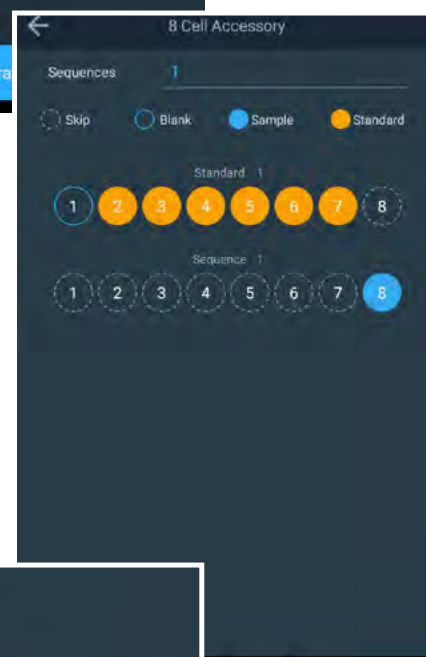 ra
8 Cell Accessory
Sequences 1
Skip Blank Sample Standard
Standard 1
1 2 3 4 5 6 7 8
Sequence 1
1 2 3 4 5 6 7 8